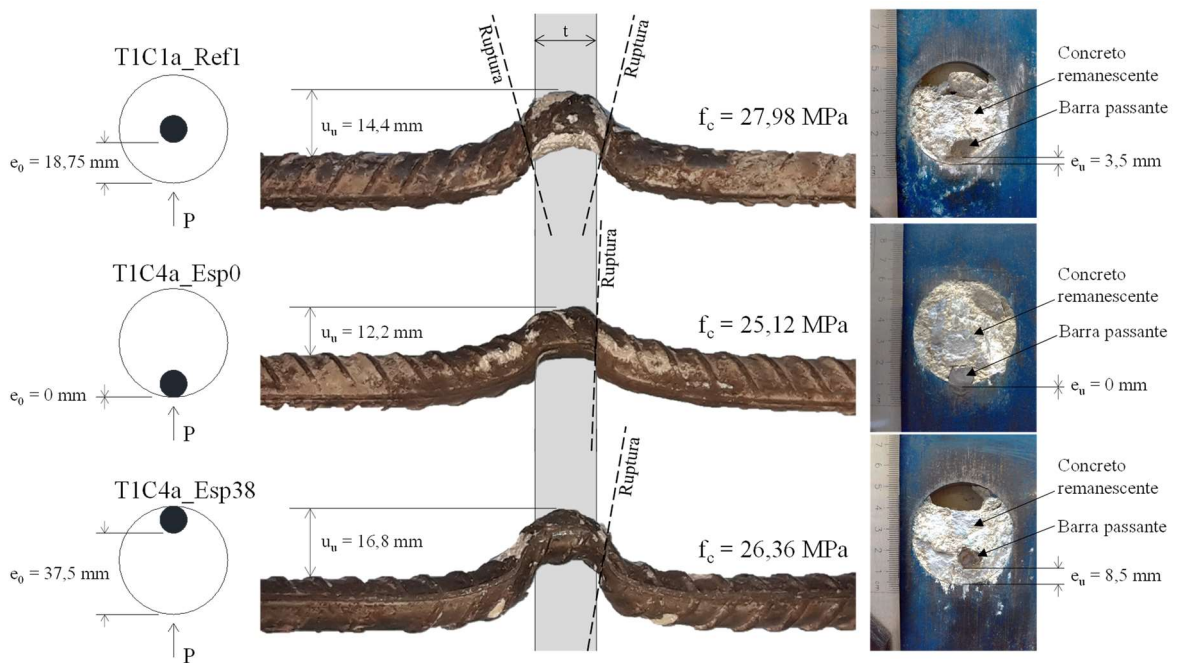 T1C1a_Ref1
e₀ = 18,75 mm
P
uᵤ = 14,4 mm
Ruptura
t
Ruptura
f꜀ = 27,98 MPa
Concreto
remanescente
Barra passante
eᵤ = 3,5 mm
T1C4a_Esp0
e₀ = 0 mm
P
uᵤ = 12,2 mm
Ruptura
f꜀ = 25,12 MPa
Concreto
remanescente
Barra passante
eᵤ = 0 mm
T1C4a_Esp38
e₀ = 37,5 mm
P
uᵤ = 16,8 mm
Ruptura
f꜀ = 26,36 MPa
Concreto
remanescente
Barra passante
eᵤ = 8,5 mm